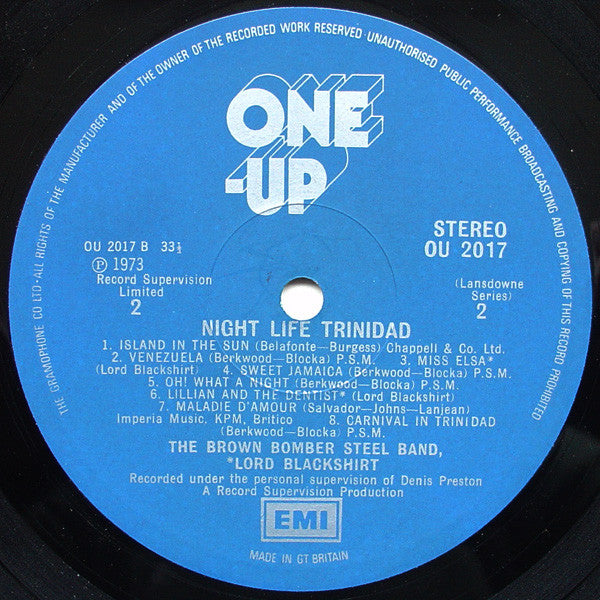 THE GRAMOPHONE CO LTD·ALL RIGHTS OF THE MANUFACTURER AND OF THE OWNER OF THE RECORDED WORK RESERVED·UNAUTHORISED PUBLIC PERFORMANCE BROADCASTING AND COPYING OF THIS RECORD PROHIBITED
ONE
-UP
STEREO
OU 2017
OU 2017 B 33⅓
Ⓟ 1973
Record Supervision
Limited
2
(Lansdowne
Series)
2
NIGHT LIFE TRINIDAD
1. ISLAND IN THE SUN (Belafonte—Burgess) Chappell & Co. Ltd.
2. VENEZUELA (Berkwood—Blocka) P.S.M. 3. MISS ELSA*
(Lord Blackshirt) 4. SWEET JAMAICA (Berkwood—Blocka) P.S.M.
5. OH! WHAT A NIGHT (Berkwood—Blocka) P.S.M.
6. LILLIAN AND THE DENTIST* (Lord Blackshirt)
7. MALADIE D'AMOUR (Salvador—Johns—Lanjean)
Imperia Music, KPM, Britico 8. CARNIVAL IN TRINIDAD
(Berkwood—Blocka) P.S.M.
THE BROWN BOMBER STEEL BAND,
*LORD BLACKSHIRT
Recorded under the personal supervision of Denis Preston
A Record Supervision Production
EMI
MADE IN GT BRITAIN